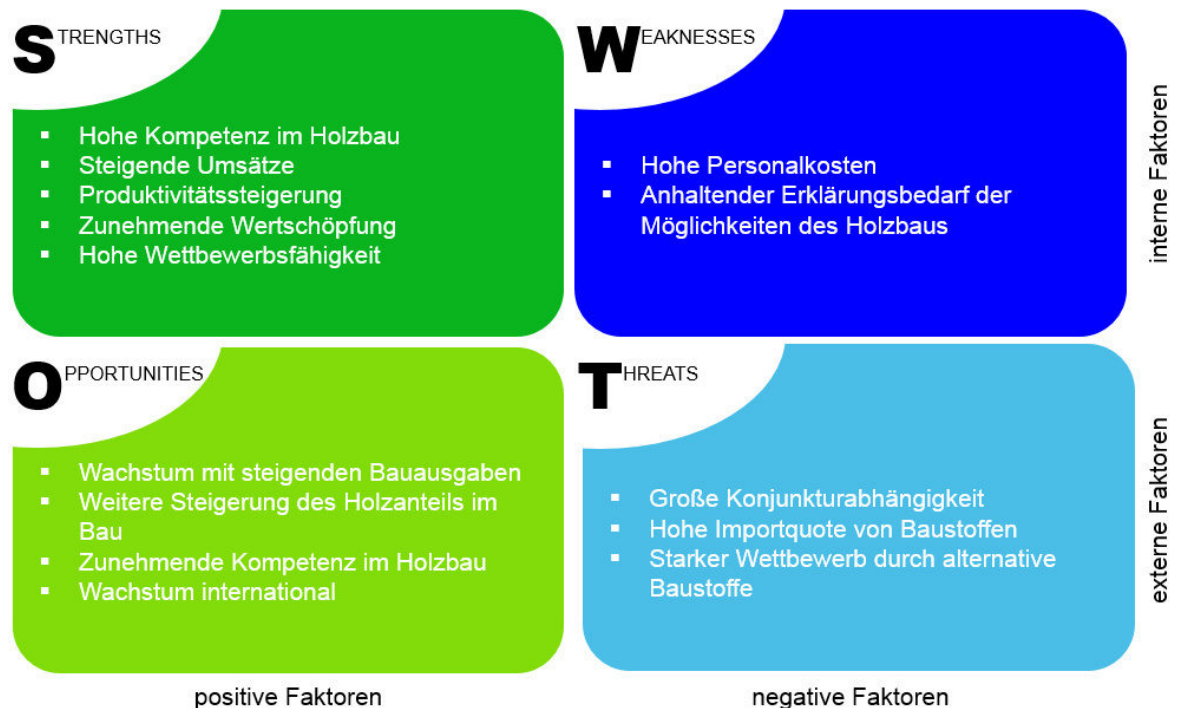 STRENGTHS
▪ Hohe Kompetenz im Holzbau
▪ Steigende Umsätze
▪ Produktivitätssteigerung
▪ Zunehmende Wertschöpfung
▪ Hohe Wettbewerbsfähigkeit
WEAKNESSES
▪ Hohe Personalkosten
▪ Anhaltender Erklärungsbedarf der
Möglichkeiten des Holzbaus
interne Faktoren
OPPORTUNITIES
▪ Wachstum mit steigenden Bauausgaben
▪ Weitere Steigerung des Holzanteils im
Bau
▪ Zunehmende Kompetenz im Holzbau
▪ Wachstum international
THREATS
▪ Große Konjunkturabhängigkeit
▪ Hohe Importquote von Baustoffen
▪ Starker Wettbewerb durch alternative
Baustoffe
externe Faktoren
positive Faktoren
negative Faktoren